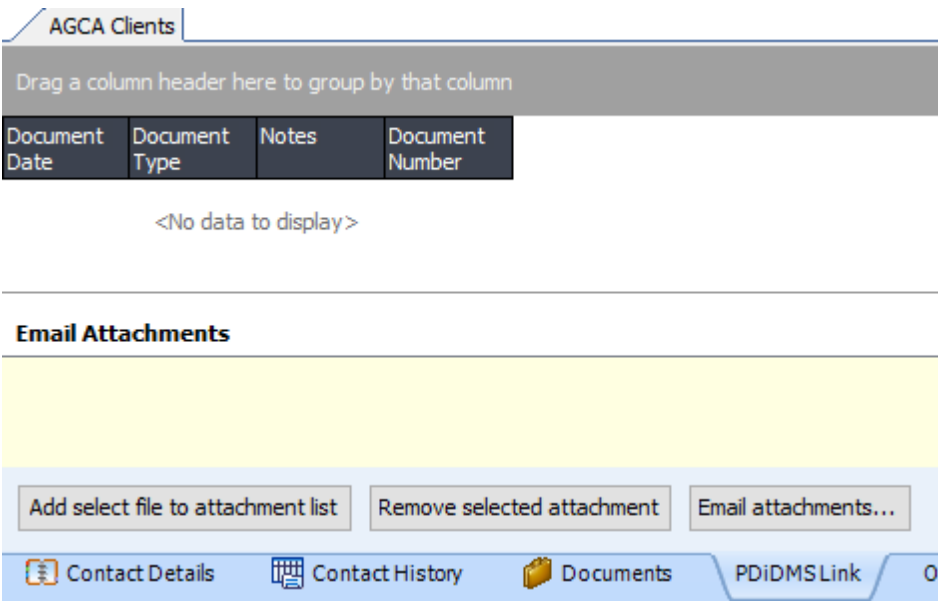 AGCA Clients
Drag a column header here to group by that column
Document Date
Document Type
Notes
Document Number
<No data to display>
Email Attachments
Add select file to attachment list
Remove selected attachment
Email attachments...
Contact Details
Contact History
Documents
PDiDMSLink